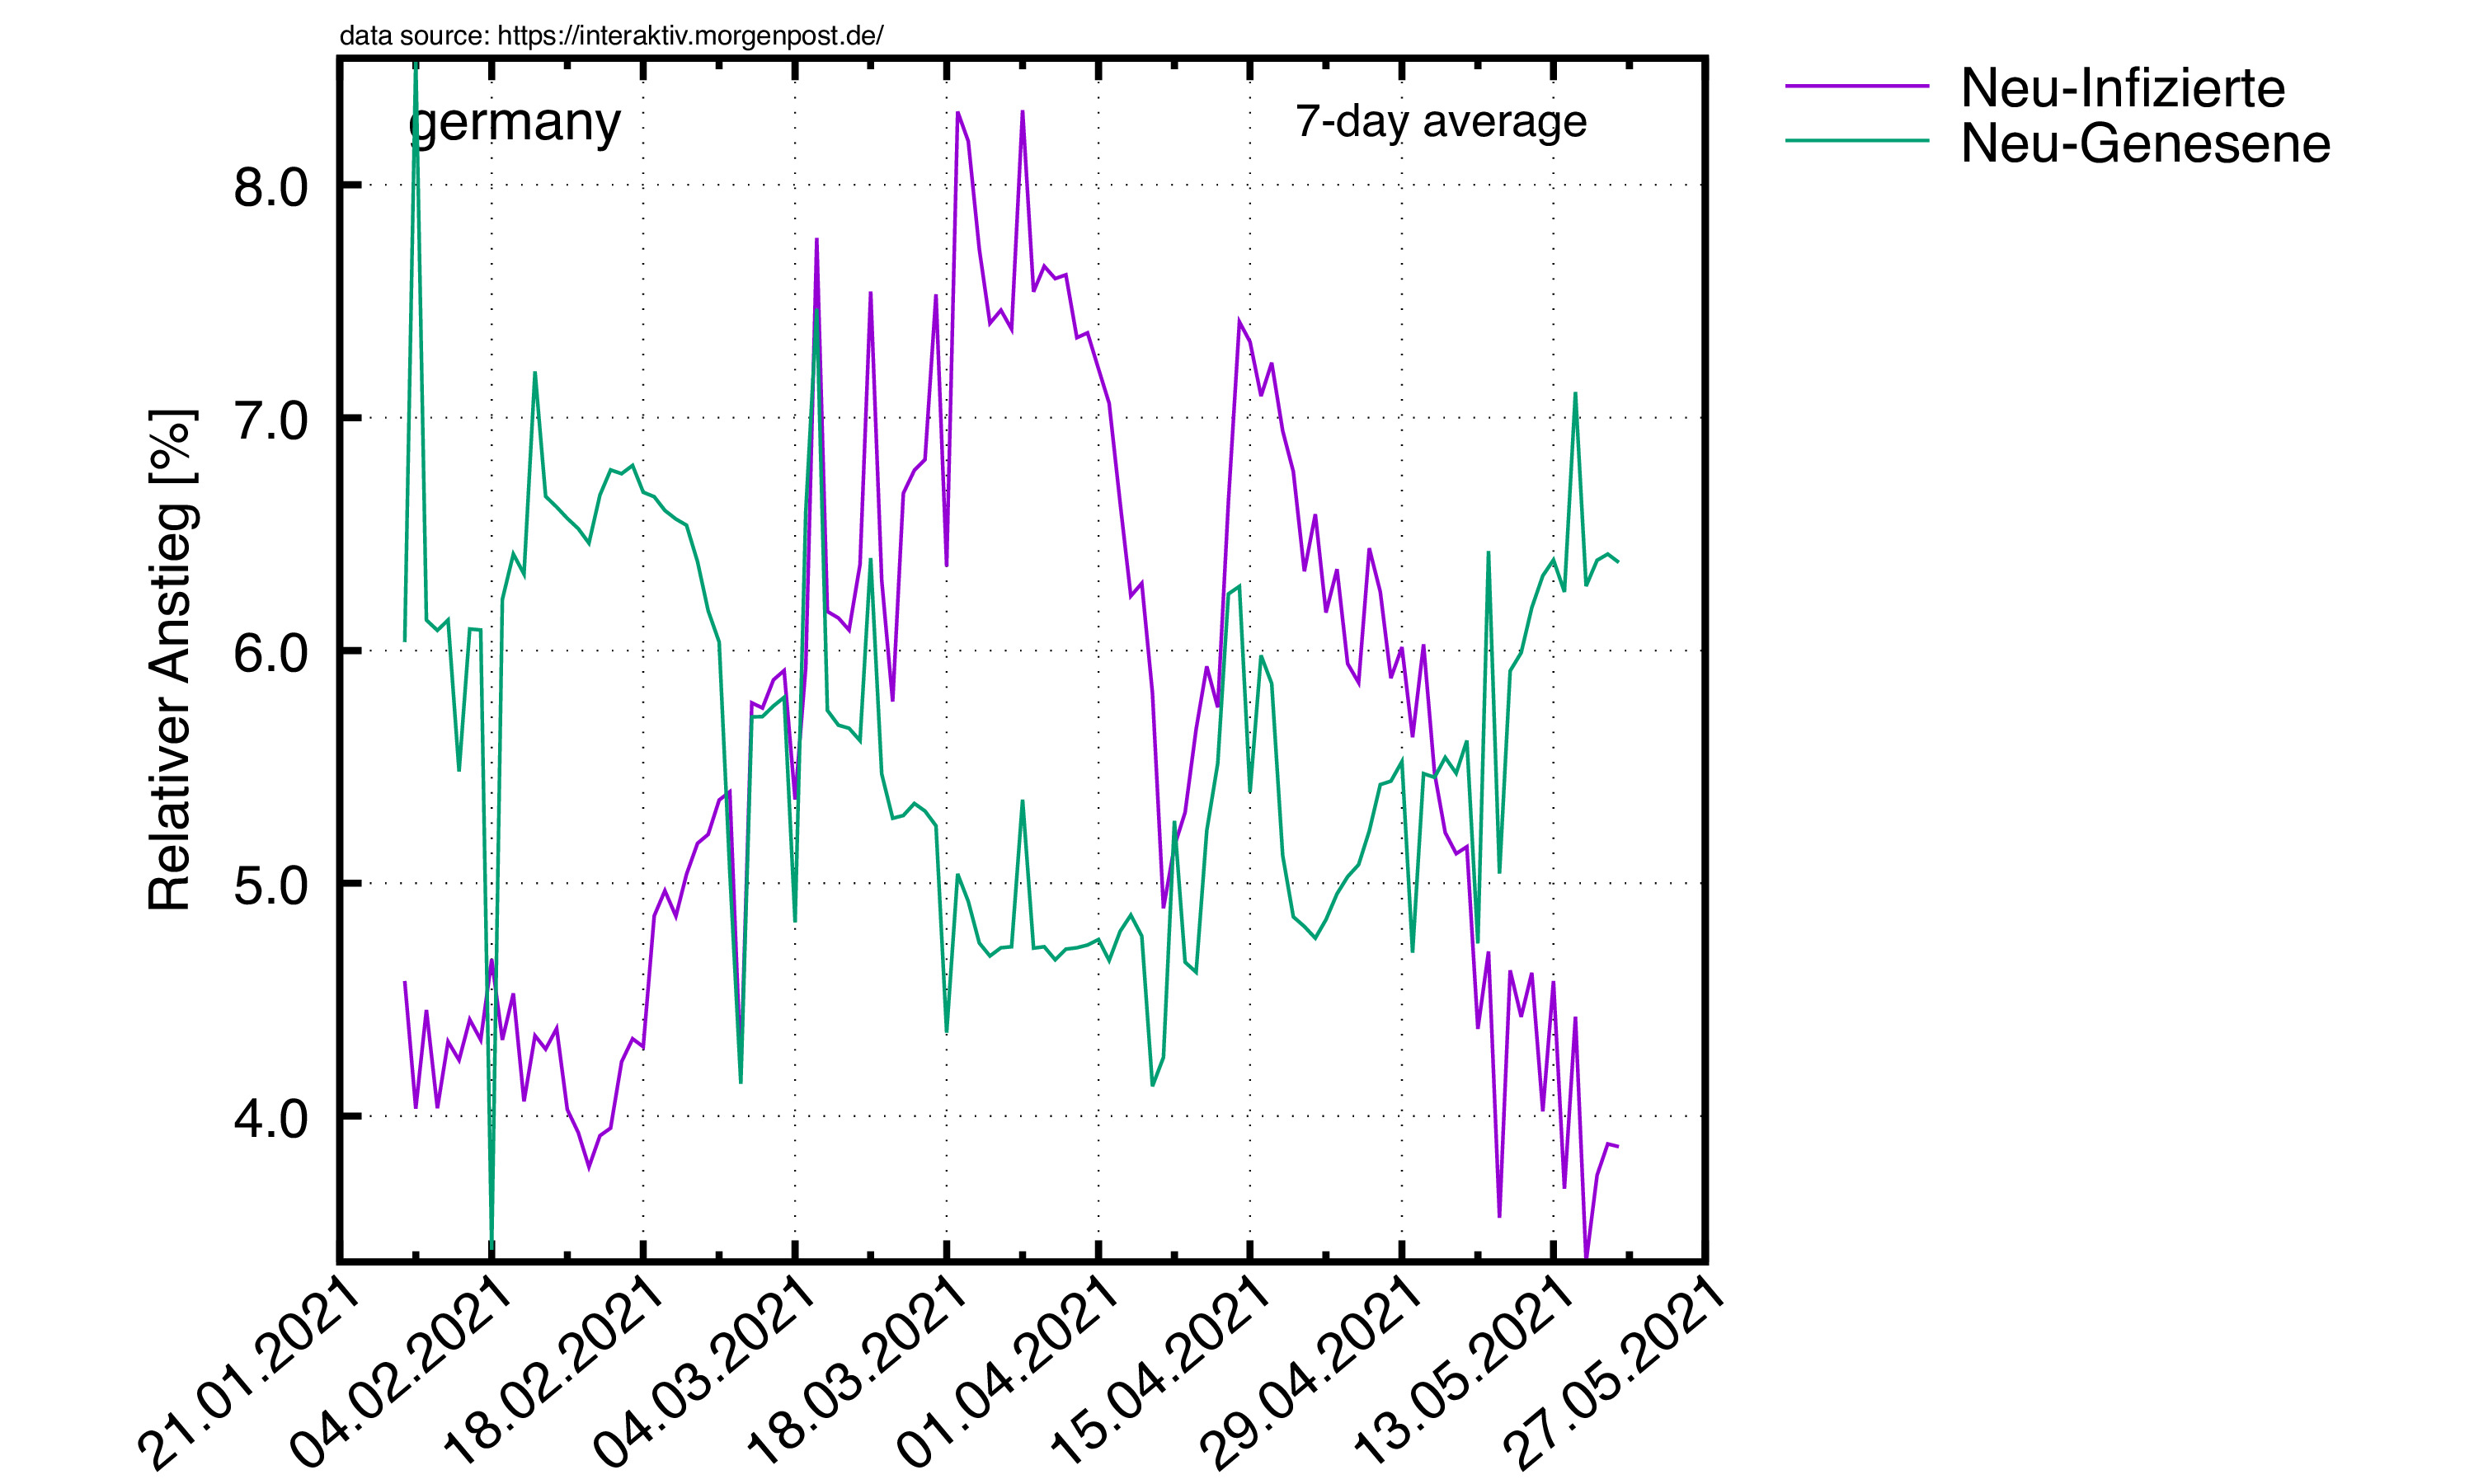 data source: https://interaktiv.morgenpost.de/
germany
7-day average
Neu-Infizierte
Neu-Genesene
Relativer Anstieg [%]
8.0
7.0
6.0
5.0
4.0
21.01.2021
04.02.2021
18.02.2021
04.03.2021
18.03.2021
01.04.2021
15.04.2021
29.04.2021
13.05.2021
27.05.2021